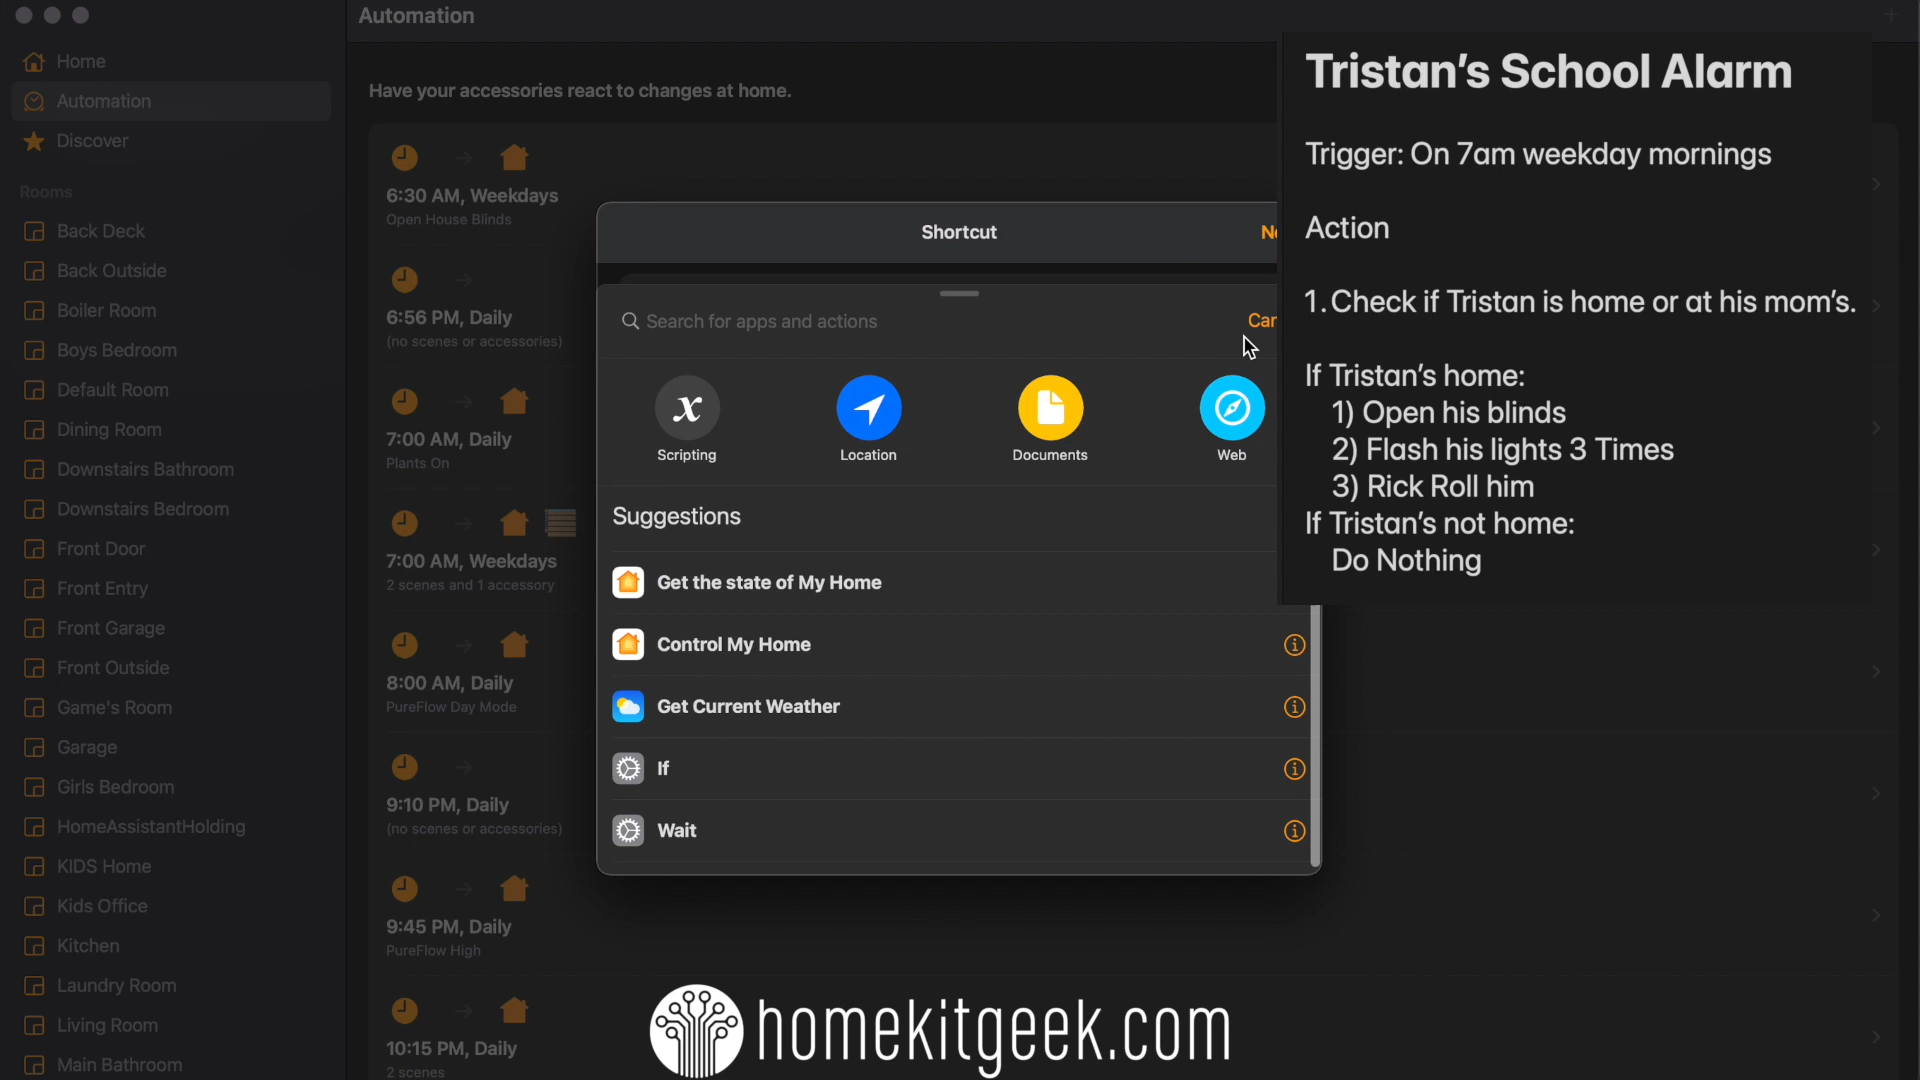 Automation
Home
Automation
Discover
Rooms
Back Deck
Back Outside
Boiler Room
Boys Bedroom
Default Room
Dining Room
Downstairs Bathroom
Downstairs Bedroom
Front Door
Front Entry
Front Garage
Front Outside
Game's Room
Garage
Girls Bedroom
HomeAssistantHolding
KIDS Home
Kids Office
Kitchen
Laundry Room
Living Room
Main Bathroom
Have your accessories react to changes at home.
6:30 AM, Weekdays
Open House Blinds
6:56 PM, Daily
(no scenes or accessories)
7:00 AM, Daily
Plants On
7:00 AM, Weekdays
2 scenes and 1 accessory
8:00 AM, Daily
PureFlow Day Mode
9:10 PM, Daily
(no scenes or accessories)
9:45 PM, Daily
PureFlow High
10:15 PM, Daily
2 scenes
Shortcut
Search for apps and actions
Scripting
Location
Documents
Web
Suggestions
Get the state of My Home
Control My Home
Get Current Weather
If
Wait
Tristan's School Alarm
Trigger: On 7am weekday mornings
Action
1. Check if Tristan is home or at his mom's.
If Tristan's home:
1) Open his blinds
2) Flash his lights 3 Times
3) Rick Roll him
If Tristan's not home:
Do Nothing
homekitgeek.com